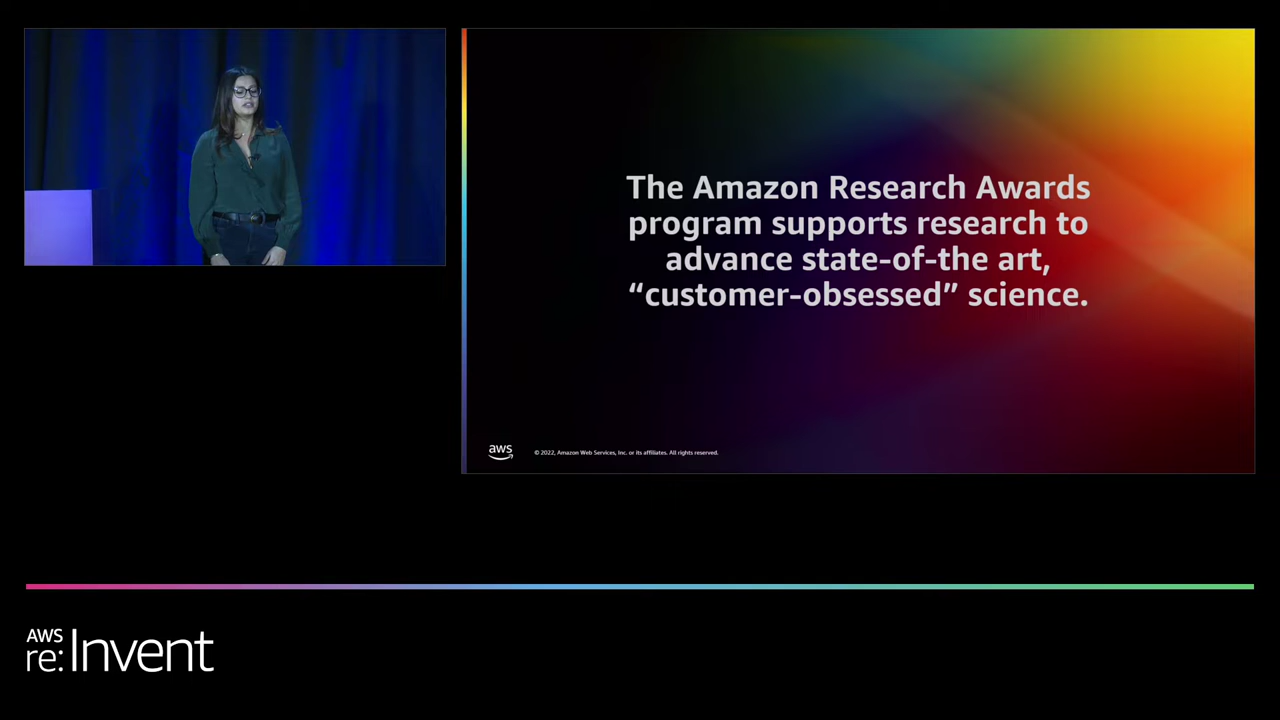 The Amazon Research Awards
program supports research to
advance state-of-the art,
“customer-obsessed” science.
aws
© 2022, Amazon Web Services, Inc. or its affiliates. All rights reserved.
AWS
re:Invent